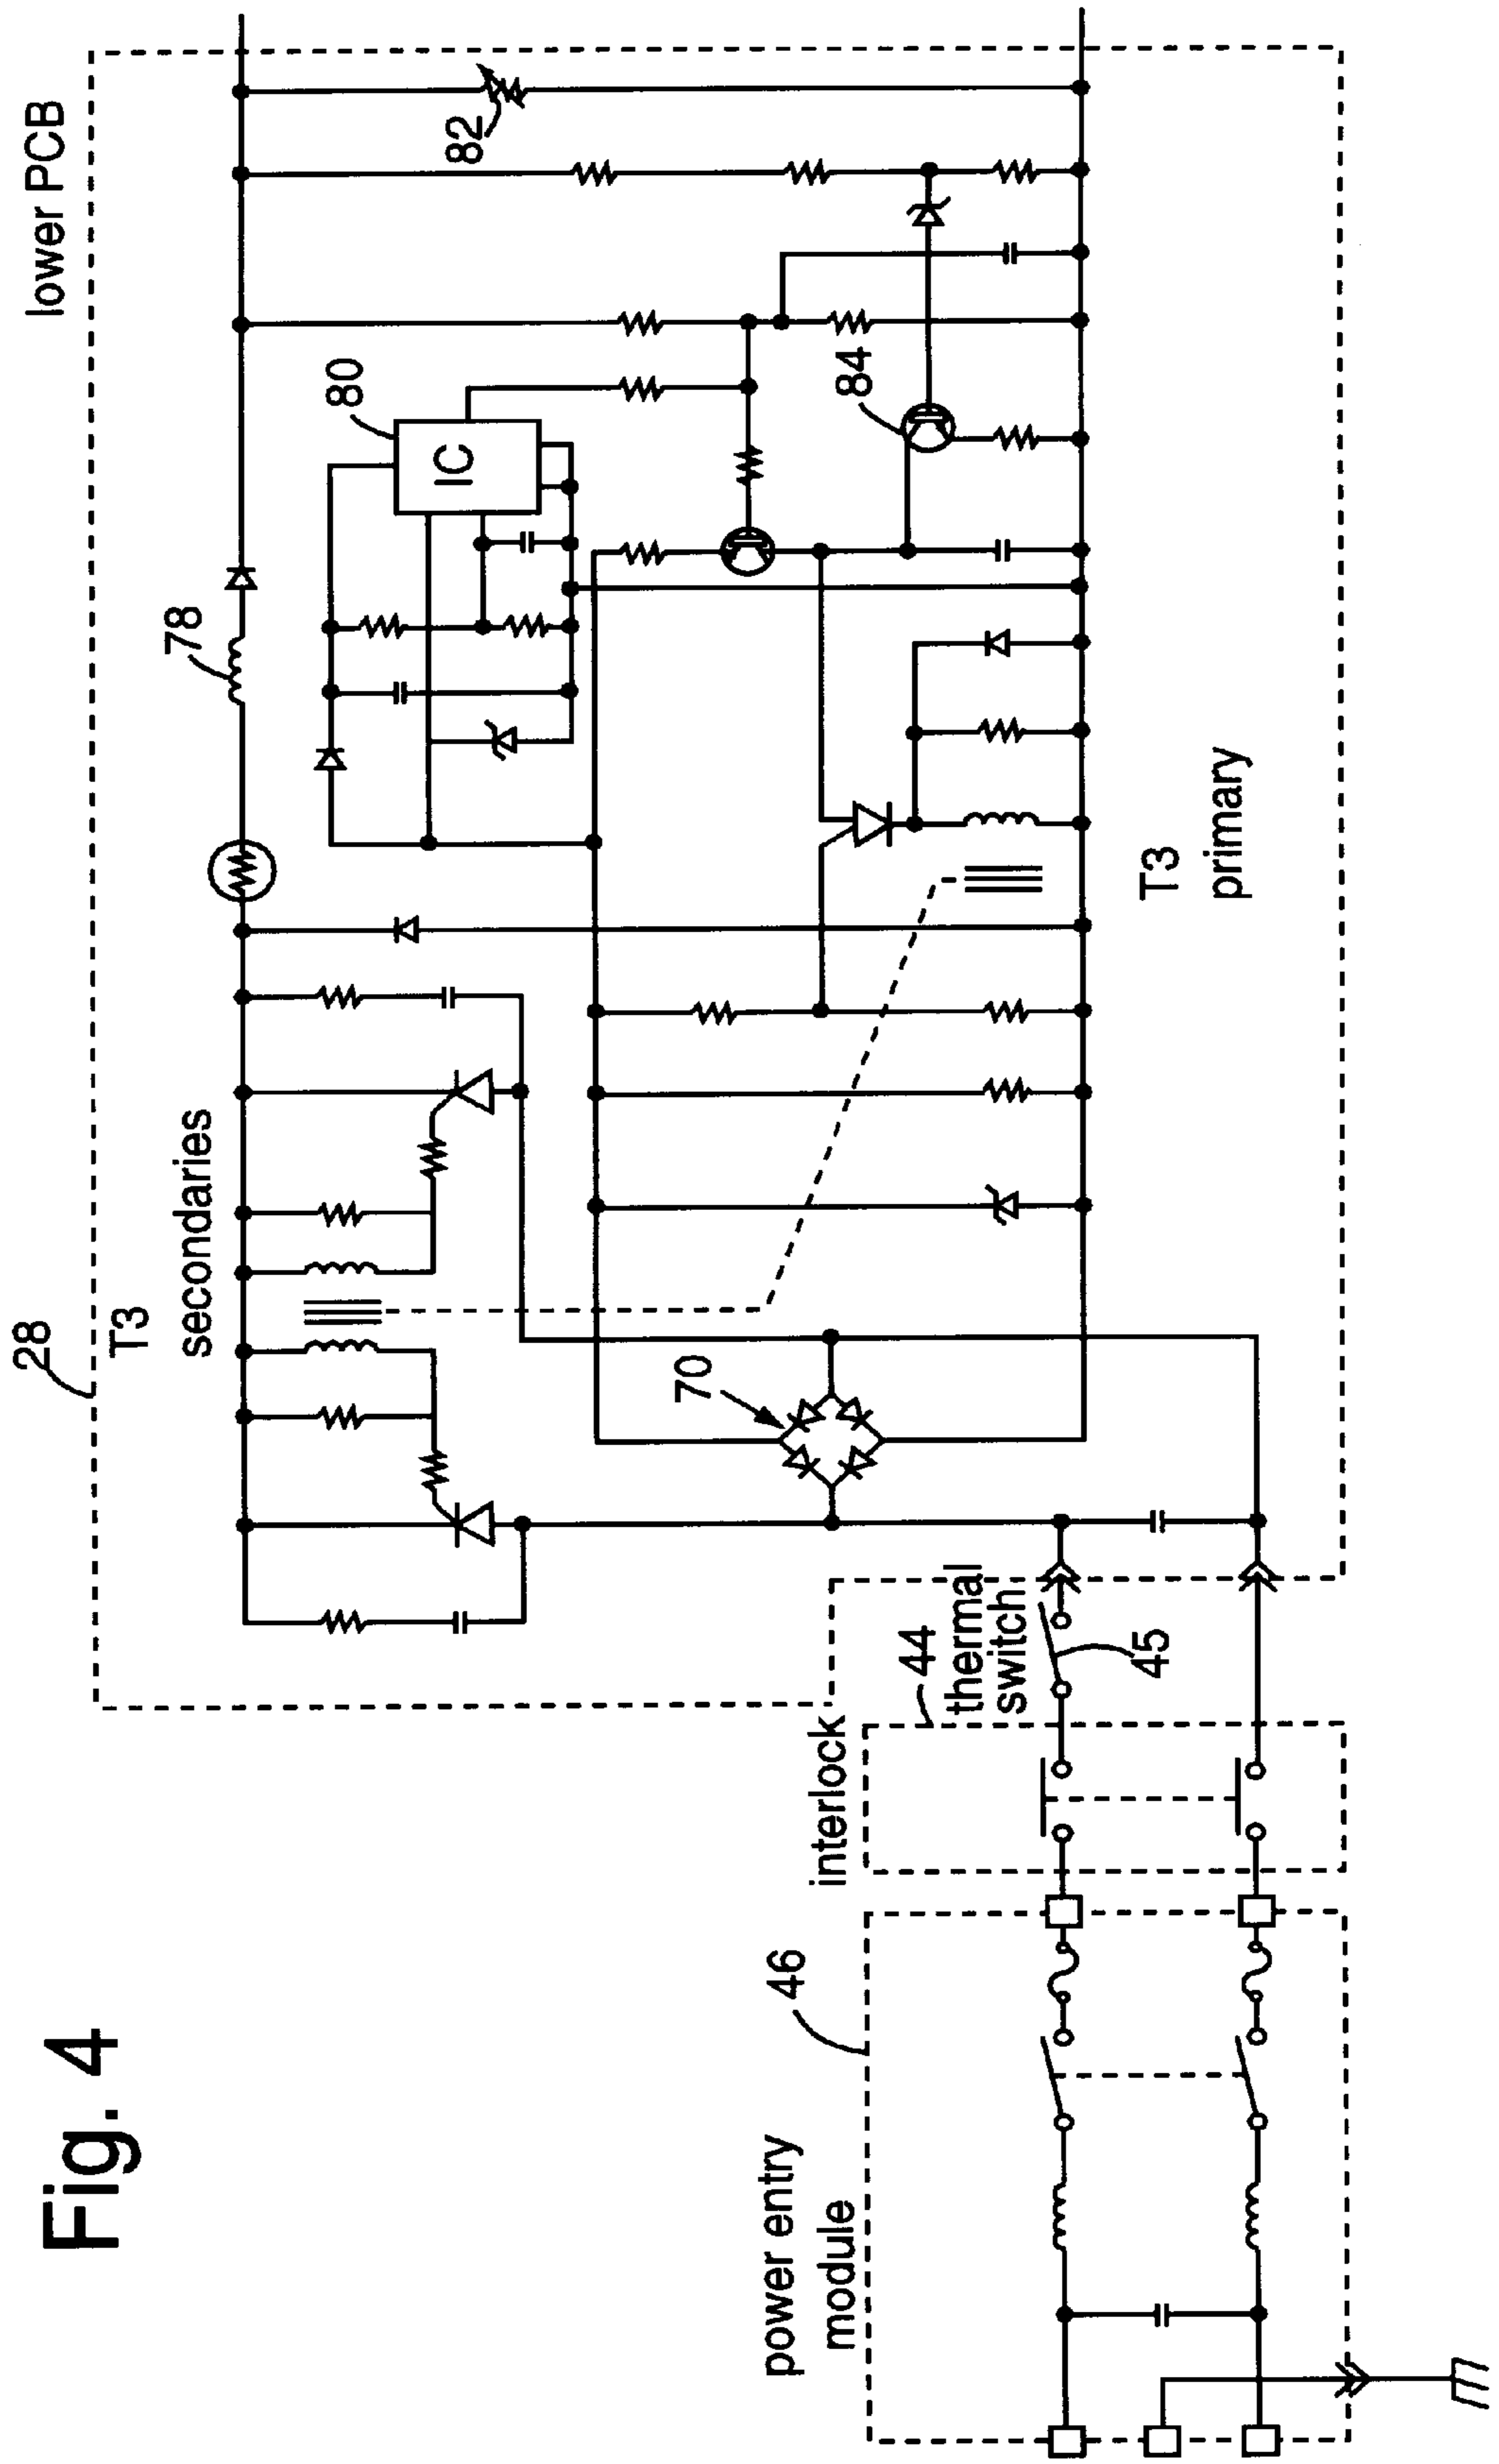 Fig. 4
28
lower PCB
T3
secondaries
78
80
IC
82
84
70
T3
primary
interlock
44
thermal
switch
45
46
power entry
module